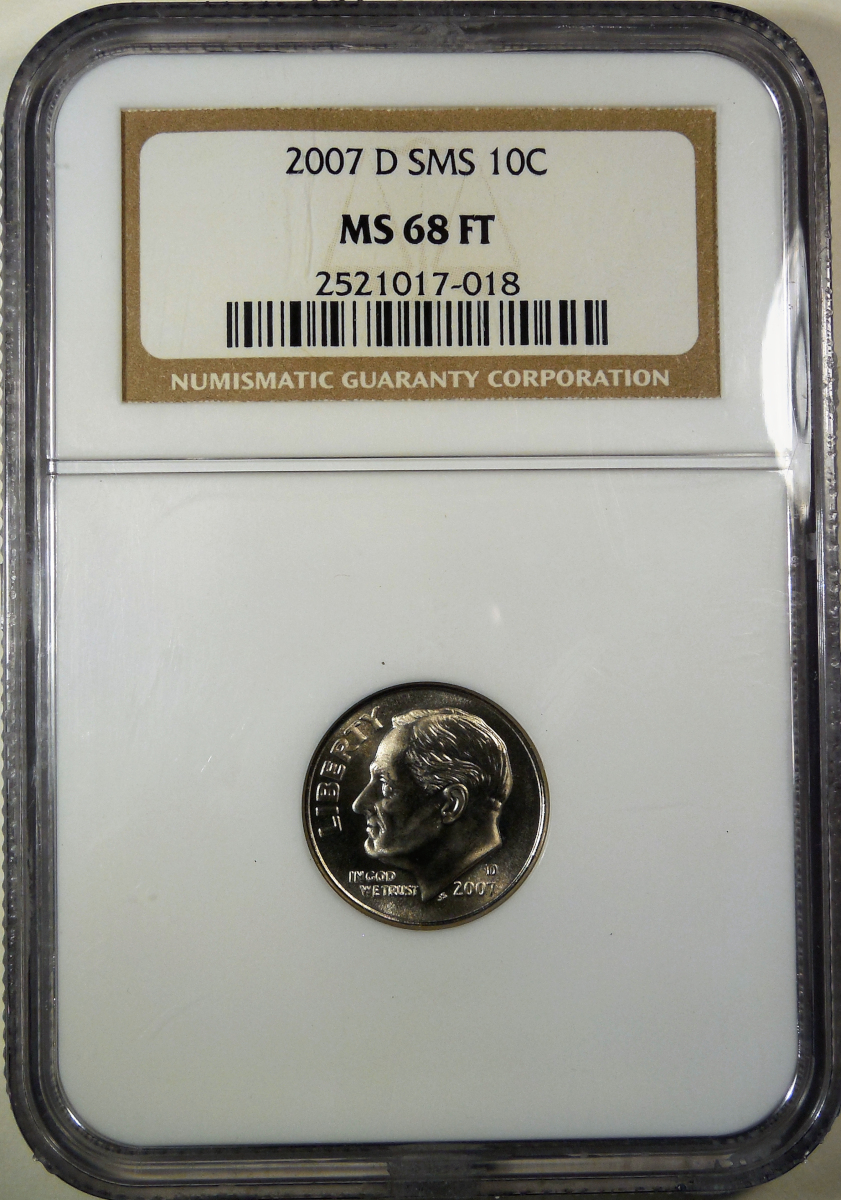 2007 D SMS 10C
MS 68 FT
2521017-018
NUMISMATIC GUARANTY CORPORATION
LIBERTY
IN GOD
WE TRUST
D
2007